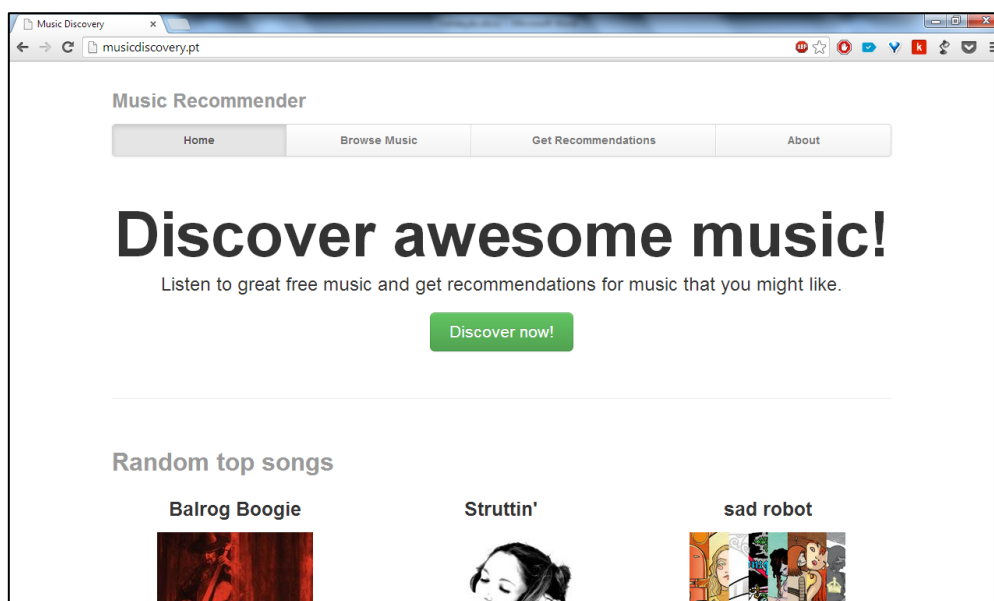 Music Discovery
musicdiscovery.pt
ABP
k
Music Recommender
Home Browse Music Get Recommendations About
Discover awesome music!
Listen to great free music and get recommendations for music that you might like.
Discover now!
Random top songs
Balrog Boogie Struttin' sad robot